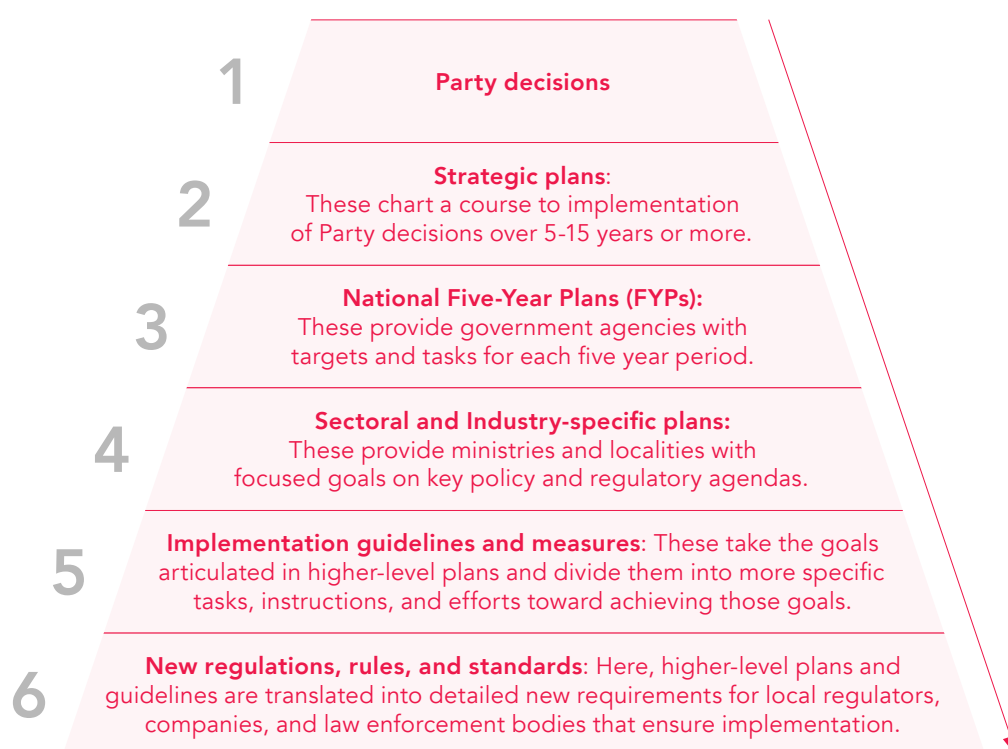 1
Party decisions
2
Strategic plans:
These chart a course to implementation
of Party decisions over 5-15 years or more.
3
National Five-Year Plans (FYPs):
These provide government agencies with
targets and tasks for each five year period.
4
Sectoral and Industry-specific plans:
These provide ministries and localities with
focused goals on key policy and regulatory agendas.
5
Implementation guidelines and measures: These take the goals
articulated in higher-level plans and divide them into more specific
tasks, instructions, and efforts toward achieving those goals.
6
New regulations, rules, and standards: Here, higher-level plans and
guidelines are translated into detailed new requirements for local regulators,
companies, and law enforcement bodies that ensure implementation.